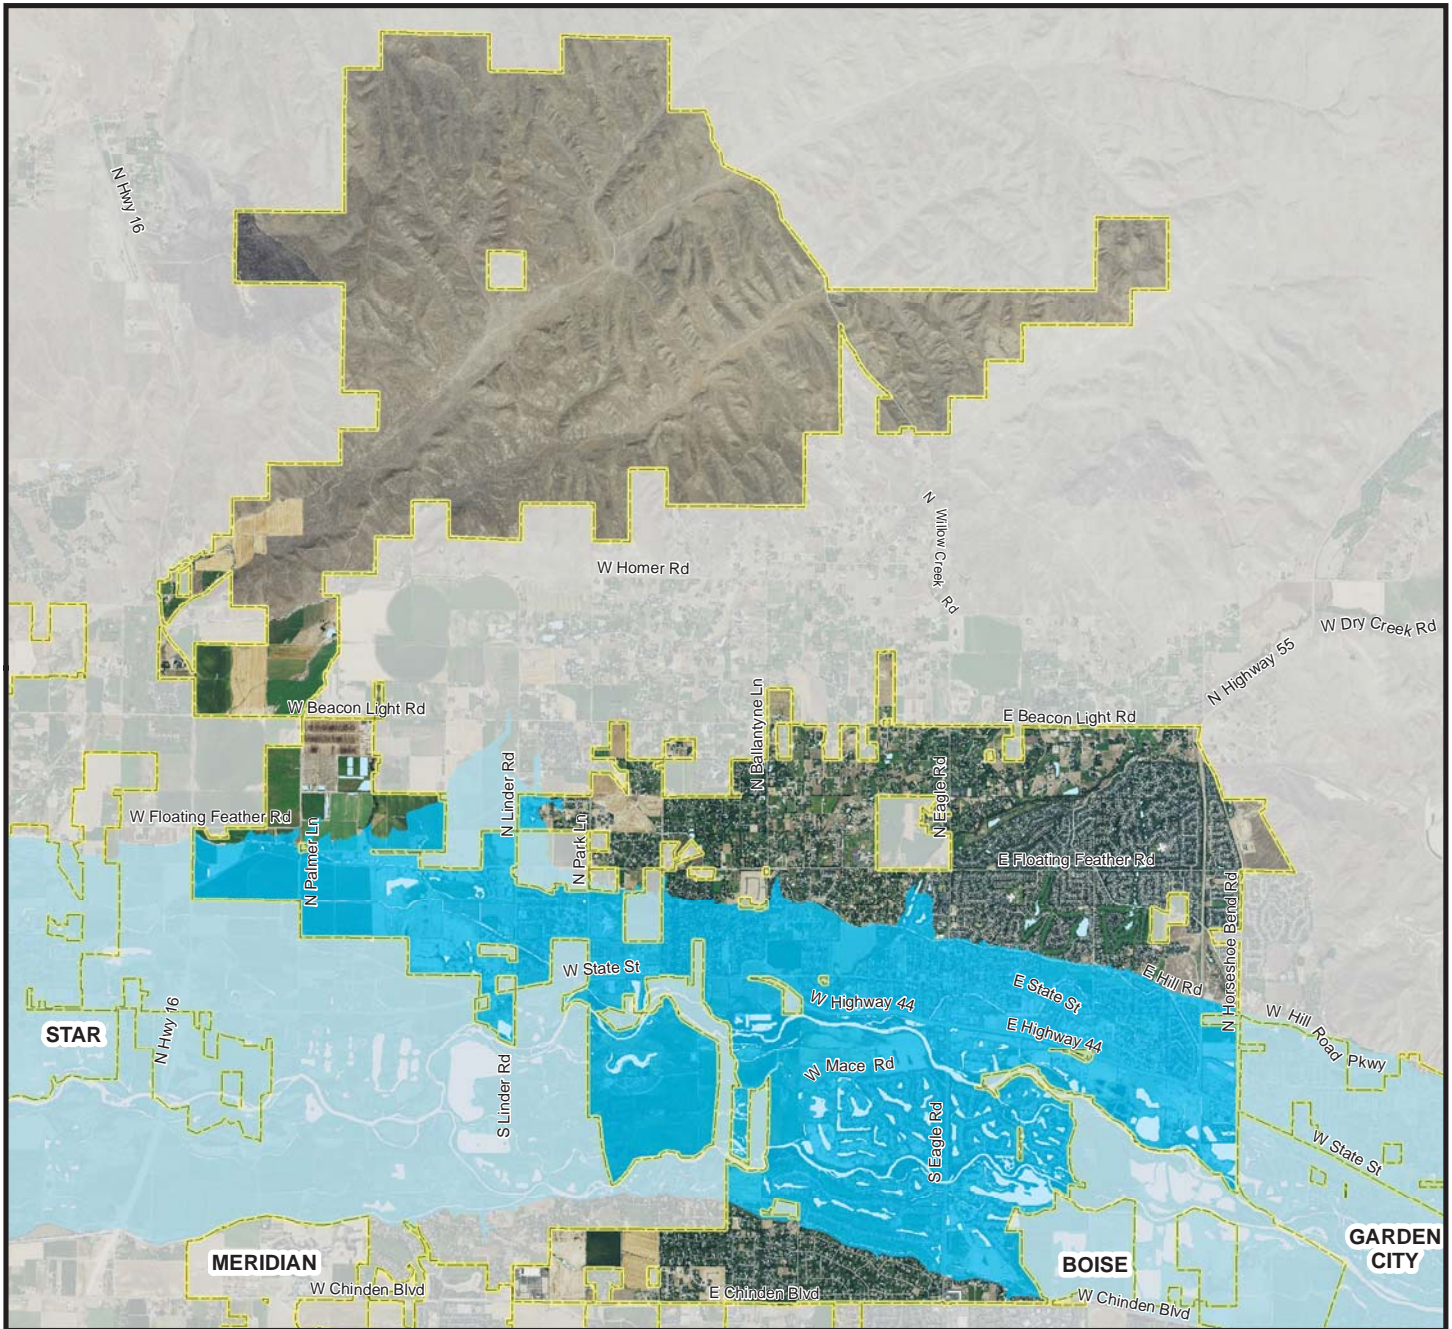 N Hwy 16
W Homer Rd
N Willow Creek Rd
W Dry Creek Rd
N Highway 55
W Beacon Light Rd
N Ballantyne Ln
E Beacon Light Rd
N Linder Rd
N Eagle Rd
W Floating Feather Rd
N Palmer Ln
N Park Ln
E Floating Feather Rd
N Horseshoe Bend Rd
W State St
E Hill Rd
E State St
W Highway 44
W Hill Road Pkwy
STAR
N Hwy 16
E Highway 44
W Mace Rd
S Linder Rd
S Eagle Rd
W State St
MERIDIAN
BOISE
GARDEN
CITY
W Chinden Blvd
E Chinden Blvd
W Chinden Blvd